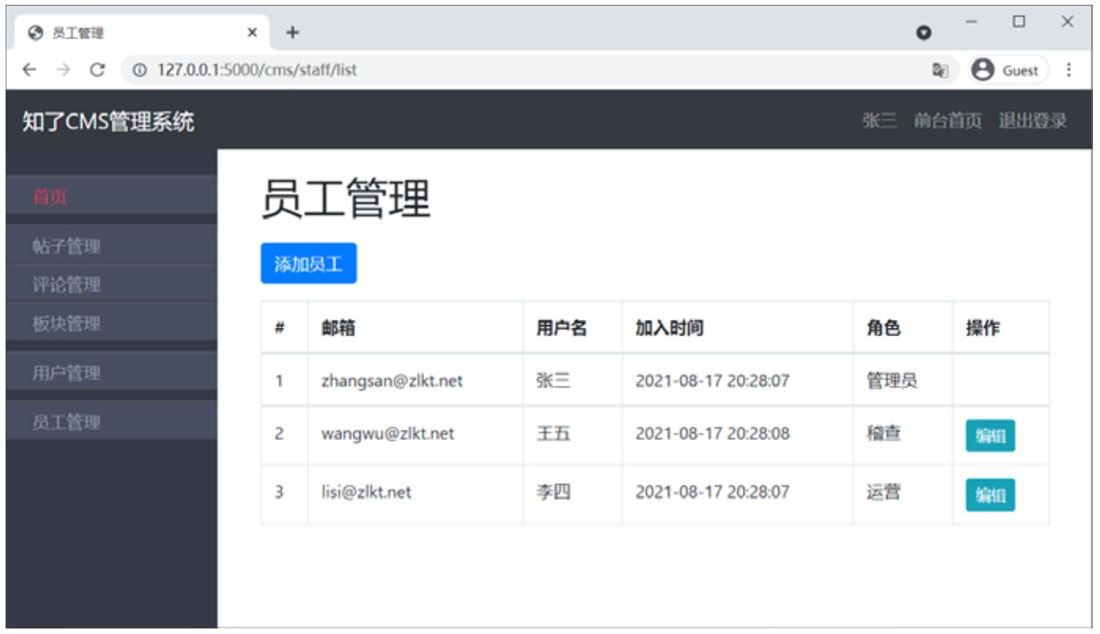 员工管理
127.0.0.1:5000/cms/staff/list
Guest
知了CMS管理系统
张三 前台首页 退出登录
首页
帖子管理
评论管理
板块管理
用户管理
员工管理
员工管理
添加员工
# 邮箱 用户名 加入时间 角色 操作
1 zhangsan@zlkt.net 张三 2021-08-17 20:28:07 管理员
2 wangwu@zlkt.net 王五 2021-08-17 20:28:08 稽查 编辑
3 lisi@zlkt.net 李四 2021-08-17 20:28:07 运营 编辑